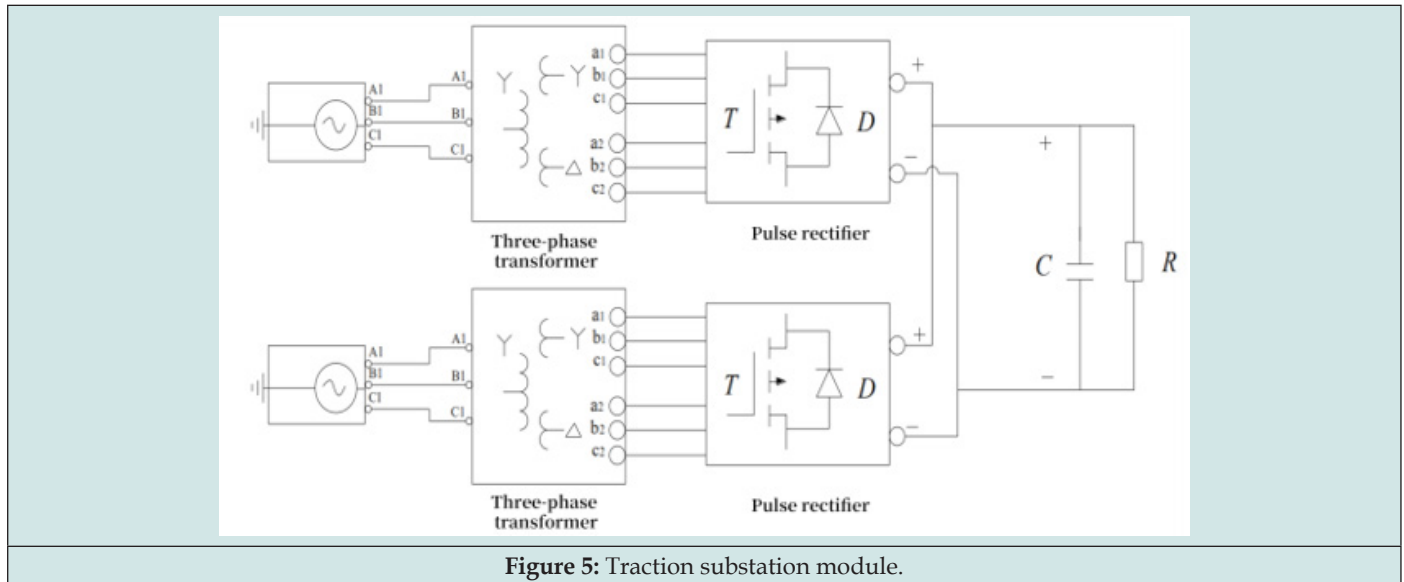 A1
B1
C1
A1
B1
C1
a1
b1
c1
a2
b2
c2
T
D
+
−
Three-phase
transformer
Pulse rectifier
+
−
C
R
A1
B1
C1
A1
B1
C1
a1
b1
c1
a2
b2
c2
T
D
+
−
Three-phase
transformer
Pulse rectifier
Figure 5: Traction substation module.